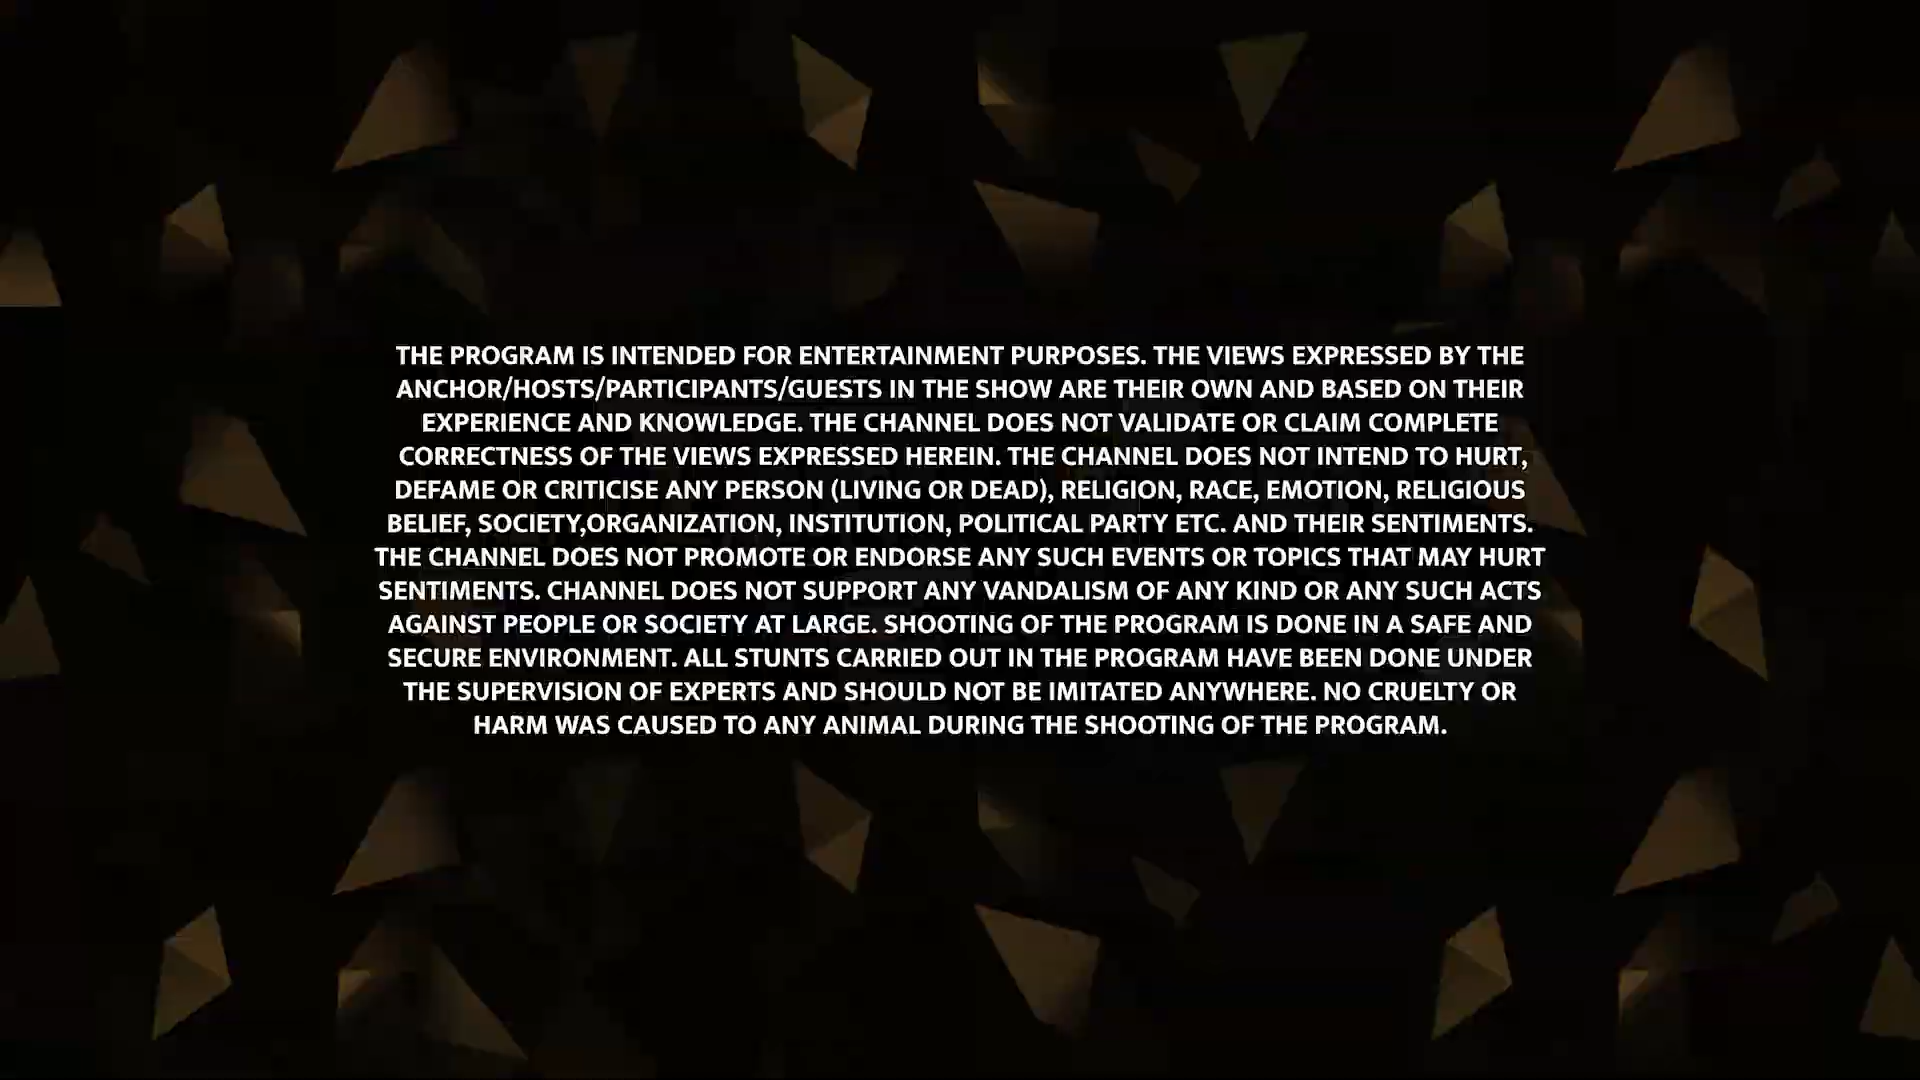 THE PROGRAM IS INTENDED FOR ENTERTAINMENT PURPOSES. THE VIEWS EXPRESSED BY THE
ANCHOR/HOSTS/PARTICIPANTS/GUESTS IN THE SHOW ARE THEIR OWN AND BASED ON THEIR
EXPERIENCE AND KNOWLEDGE. THE CHANNEL DOES NOT VALIDATE OR CLAIM COMPLETE
CORRECTNESS OF THE VIEWS EXPRESSED HEREIN. THE CHANNEL DOES NOT INTEND TO HURT,
DEFAME OR CRITICISE ANY PERSON (LIVING OR DEAD), RELIGION, RACE, EMOTION, RELIGIOUS
BELIEF, SOCIETY,ORGANIZATION, INSTITUTION, POLITICAL PARTY ETC. AND THEIR SENTIMENTS.
THE CHANNEL DOES NOT PROMOTE OR ENDORSE ANY SUCH EVENTS OR TOPICS THAT MAY HURT
SENTIMENTS. CHANNEL DOES NOT SUPPORT ANY VANDALISM OF ANY KIND OR ANY SUCH ACTS
AGAINST PEOPLE OR SOCIETY AT LARGE. SHOOTING OF THE PROGRAM IS DONE IN A SAFE AND
SECURE ENVIRONMENT. ALL STUNTS CARRIED OUT IN THE PROGRAM HAVE BEEN DONE UNDER
THE SUPERVISION OF EXPERTS AND SHOULD NOT BE IMITATED ANYWHERE. NO CRUELTY OR
HARM WAS CAUSED TO ANY ANIMAL DURING THE SHOOTING OF THE PROGRAM.